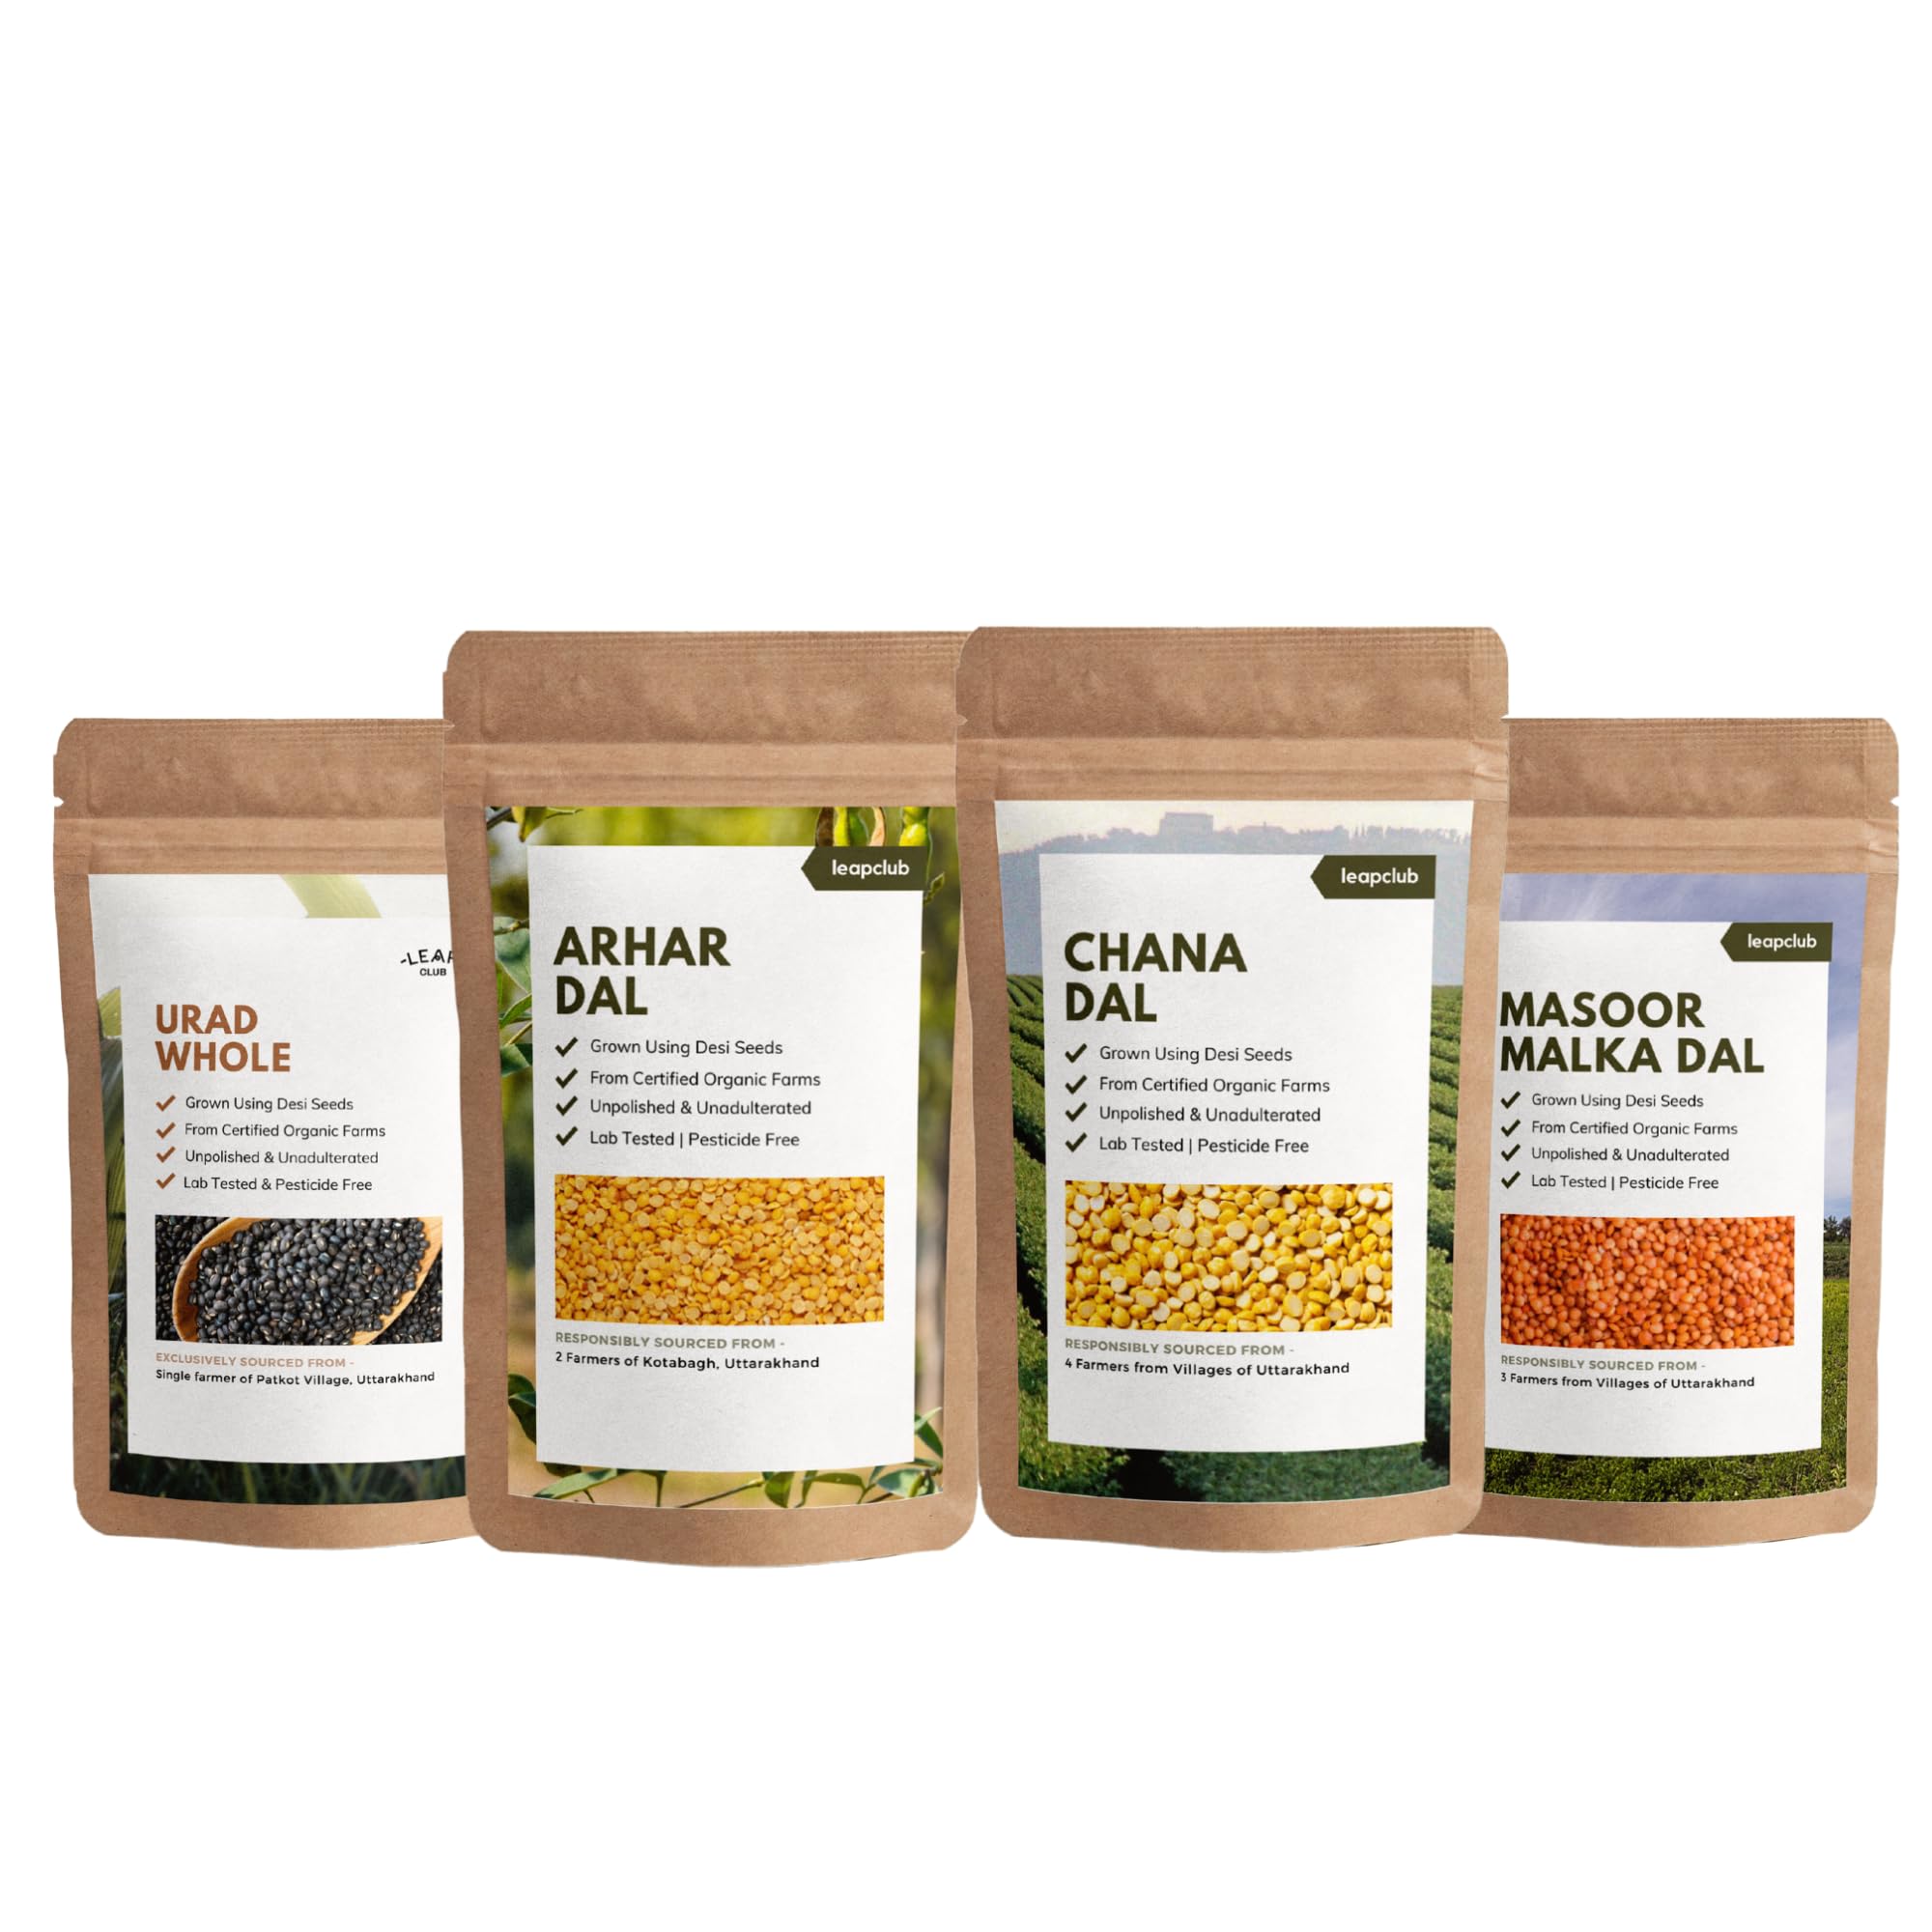 -LEAF
CLUB
URAD
WHOLE
Grown Using Desi Seeds
From Certified Organic Farms
Unpolished & Unadulterated
Lab Tested & Pesticide Free
EXCLUSIVELY SOURCED FROM -
Single farmer of Patkot Village, Uttarakhand
leapclub
ARHAR
DAL
Grown Using Desi Seeds
From Certified Organic Farms
Unpolished & Unadulterated
Lab Tested | Pesticide Free
RESPONSIBLY SOURCED FROM -
2 Farmers of Kotabagh, Uttarakhand
leapclub
CHANA
DAL
Grown Using Desi Seeds
From Certified Organic Farms
Unpolished & Unadulterated
Lab Tested | Pesticide Free
RESPONSIBLY SOURCED FROM -
4 Farmers from Villages of Uttarakhand
leapclub
MASOOR
MALKA DAL
Grown Using Desi Seeds
From Certified Organic Farms
Unpolished & Unadulterated
Lab Tested | Pesticide Free
RESPONSIBLY SOURCED FROM -
3 Farmers from Villages of Uttarakhand